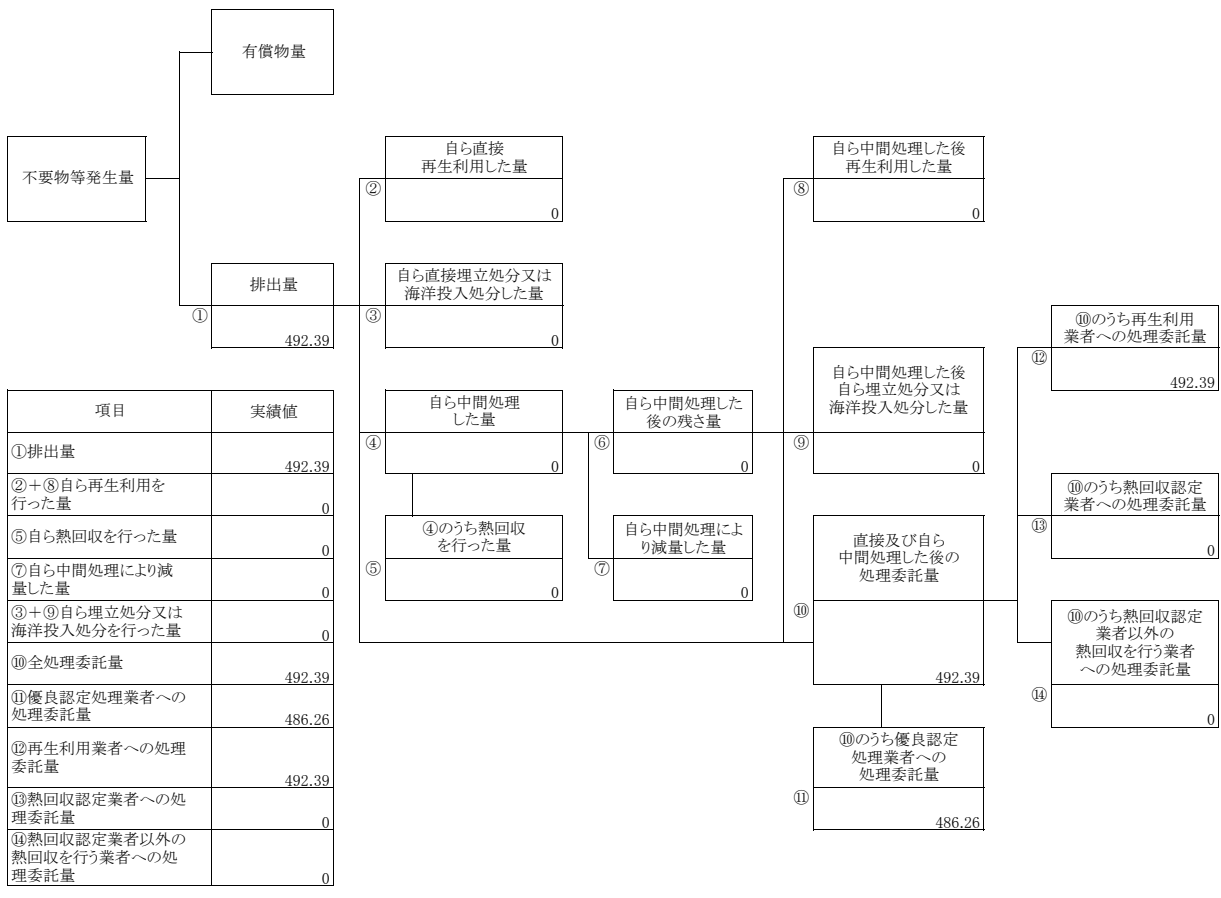 有償物量
不要物等発生量
排出量
①
492.39
自ら直接
再生利用した量
②
0
自ら直接埋立処分又は
海洋投入処分した量
③
0
自ら中間処理
した量
④
0
④のうち熱回収
を行った量
⑤
0
自ら中間処理した
後の残さ量
⑥
0
自ら中間処理によ
り減量した量
⑦
0
自ら中間処理した後
再生利用した量
⑧
0
自ら中間処理した後
自ら埋立処分又は
海洋投入処分した量
⑨
0
直接及び自ら
中間処理した後の
処理委託量
⑩
492.39
⑩のうち優良認定
処理業者への
処理委託量
⑪
486.26
⑩のうち再生利用
業者への処理委託量
⑫
492.39
⑩のうち熱回収認定
業者への処理委託量
⑬
0
⑩のうち熱回収認定
業者以外の
熱回収を行う業者
への処理委託量
⑭
0
項目 実績値
①排出量
492.39
②＋⑧自ら再生利用を
行った量
0
⑤自ら熱回収を行った量
0
⑦自ら中間処理により減
量した量
0
③＋⑨自ら埋立処分又は
海洋投入処分を行った量
0
⑩全処理委託量
492.39
⑪優良認定処理業者への
処理委託量
486.26
⑫再生利用業者への処理
委託量
492.39
⑬熱回収認定業者への処
理委託量
0
⑭熱回収認定業者以外の
熱回収を行う業者への処
理委託量
0